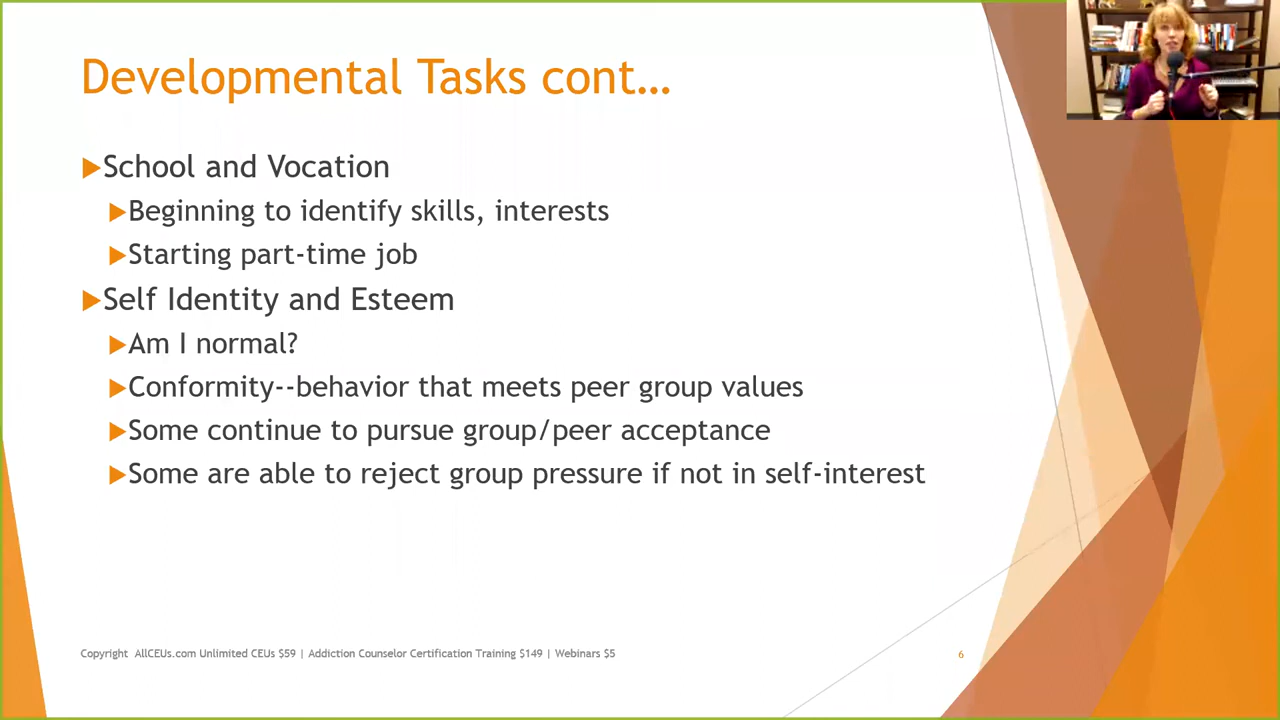 Developmental Tasks cont…
School and Vocation
Beginning to identify skills, interests
Starting part-time job
Self Identity and Esteem
Am I normal?
Conformity--behavior that meets peer group values
Some continue to pursue group/peer acceptance
Some are able to reject group pressure if not in self-interest
Copyright AllCEUs.com Unlimited CEUs $59 | Addiction Counselor Certification Training $149 | Webinars $5
6